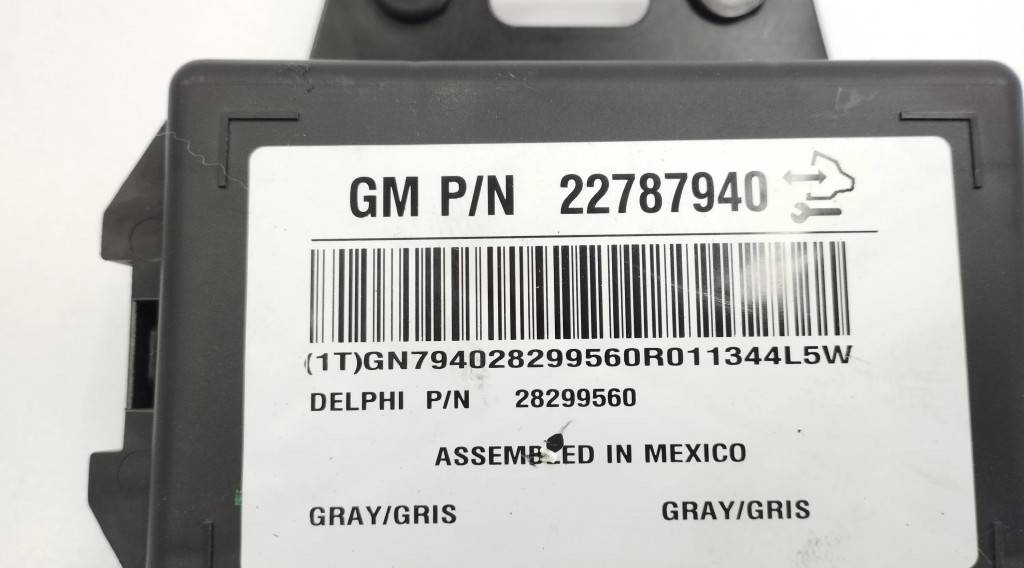 GM P/N 22787940
(1T)GN794028299560R011344L5W
DELPHI P/N 28299560
ASSEMBLED IN MEXICO
GRAY/GRIS GRAY/GRIS